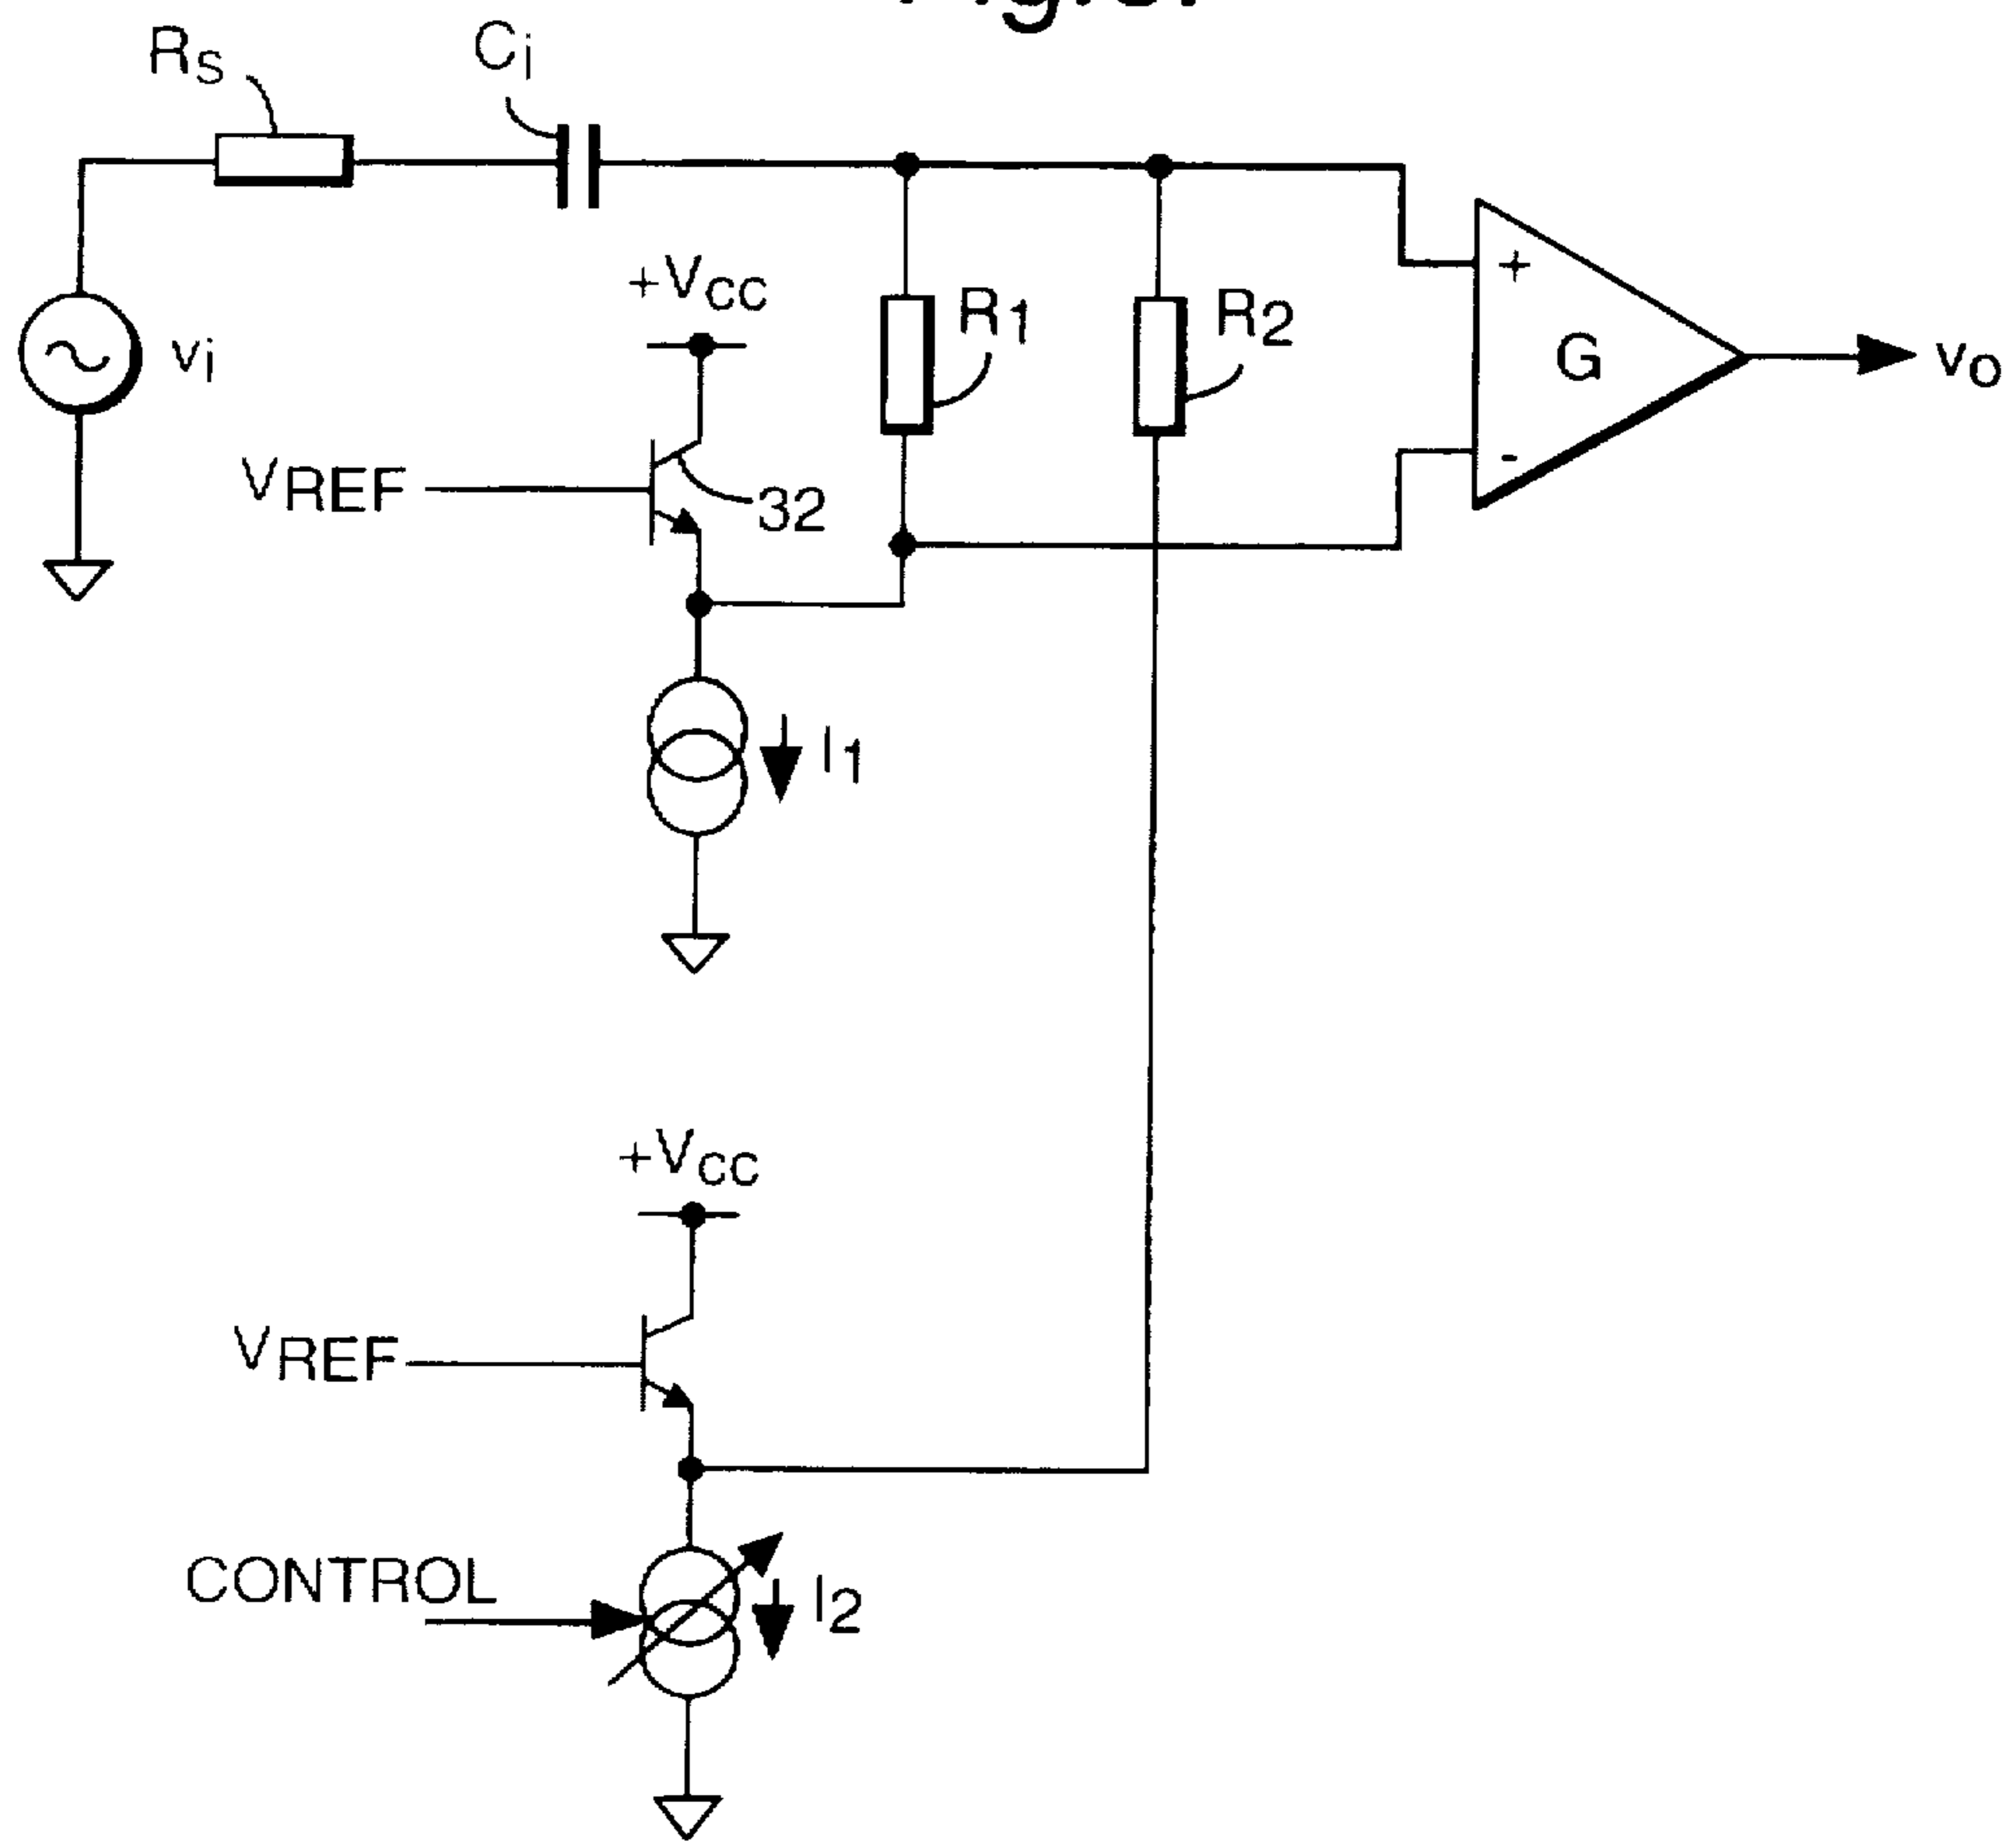 RS
Ci
+VCC
R1
R2
+
G
vi
vo
VREF
32
-
I1
+VCC
VREF
CONTROL
I2